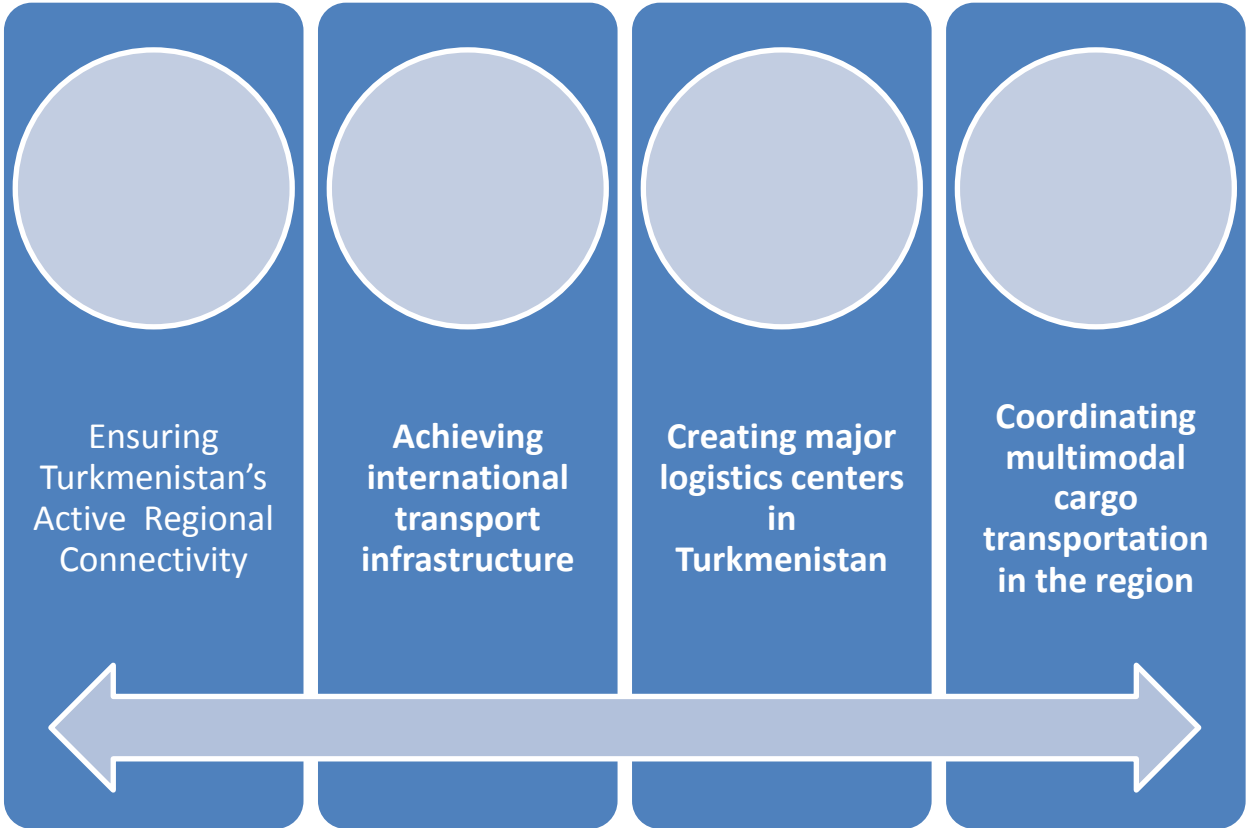 Ensuring
Turkmenistan’s
Active  Regional
Connectivity
Achieving
international
transport
infrastructure
Creating major
logistics centers
in
Turkmenistan
Coordinating
multimodal
cargo
transportation
in the region